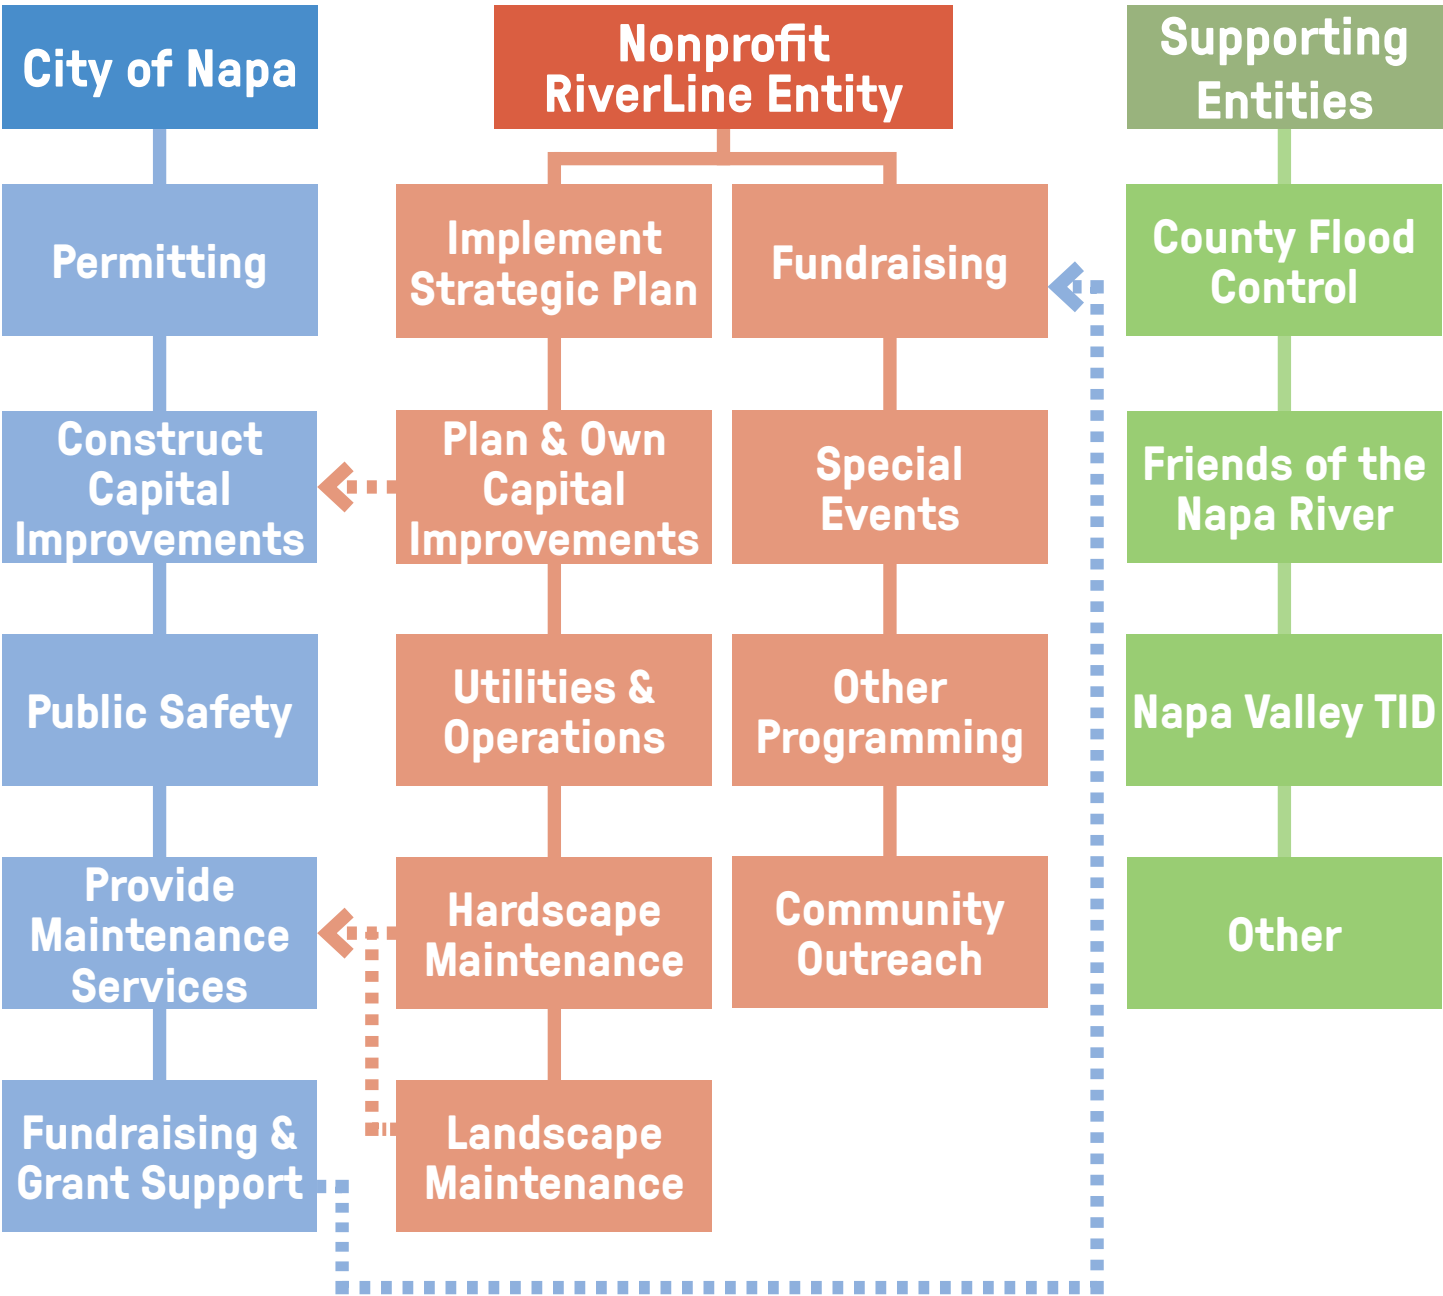 City of Napa
Permitting
Construct
Capital
Improvements
Public Safety
Provide
Maintenance
Services
Fundraising &
Grant Support
Nonprofit
RiverLine Entity
Implement
Strategic Plan
Plan & Own
Capital
Improvements
Utilities &
Operations
Hardscape
Maintenance
Landscape
Maintenance
Fundraising
Special
Events
Other
Programming
Community
Outreach
Supporting
Entities
County Flood
Control
Friends of the
Napa River
Napa Valley TID
Other